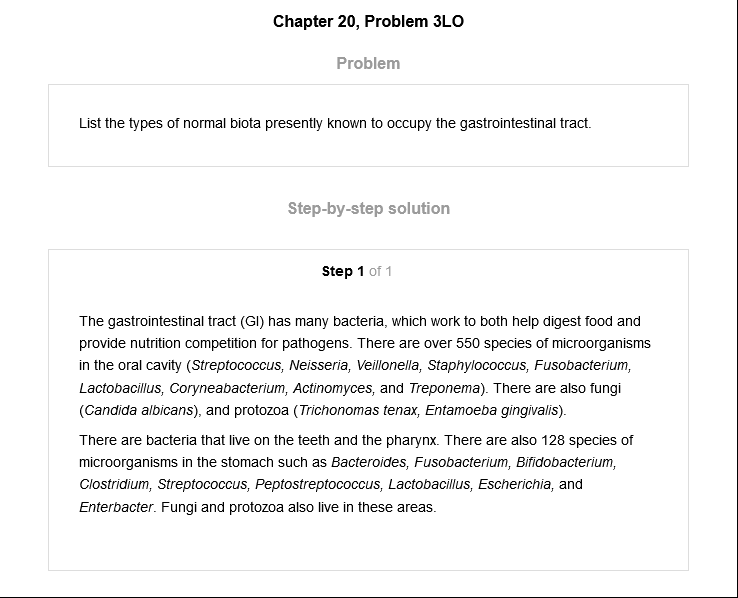 Chapter 20, Problem 3LO
Problem
List the types of normal biota presently known to occupy the gastrointestinal tract.
Step-by-step solution
Step 1 of 1
The gastrointestinal tract (GI) has many bacteria, which work to both help digest food and
provide nutrition competition for pathogens. There are over 550 species of microorganisms
in the oral cavity (Streptococcus, Neisseria, Veillonella, Staphylococcus, Fusobacterium,
Lactobacillus, Coryneabacterium, Actinomyces, and Treponema). There are also fungi
(Candida albicans), and protozoa (Trichonomas tenax, Entamoeba gingivalis).
There are bacteria that live on the teeth and the pharynx. There are also 128 species of
microorganisms in the stomach such as Bacteroides, Fusobacterium, Bifidobacterium,
Clostridium, Streptococcus, Peptostreptococcus, Lactobacillus, Escherichia, and
Enterbacter. Fungi and protozoa also live in these areas.